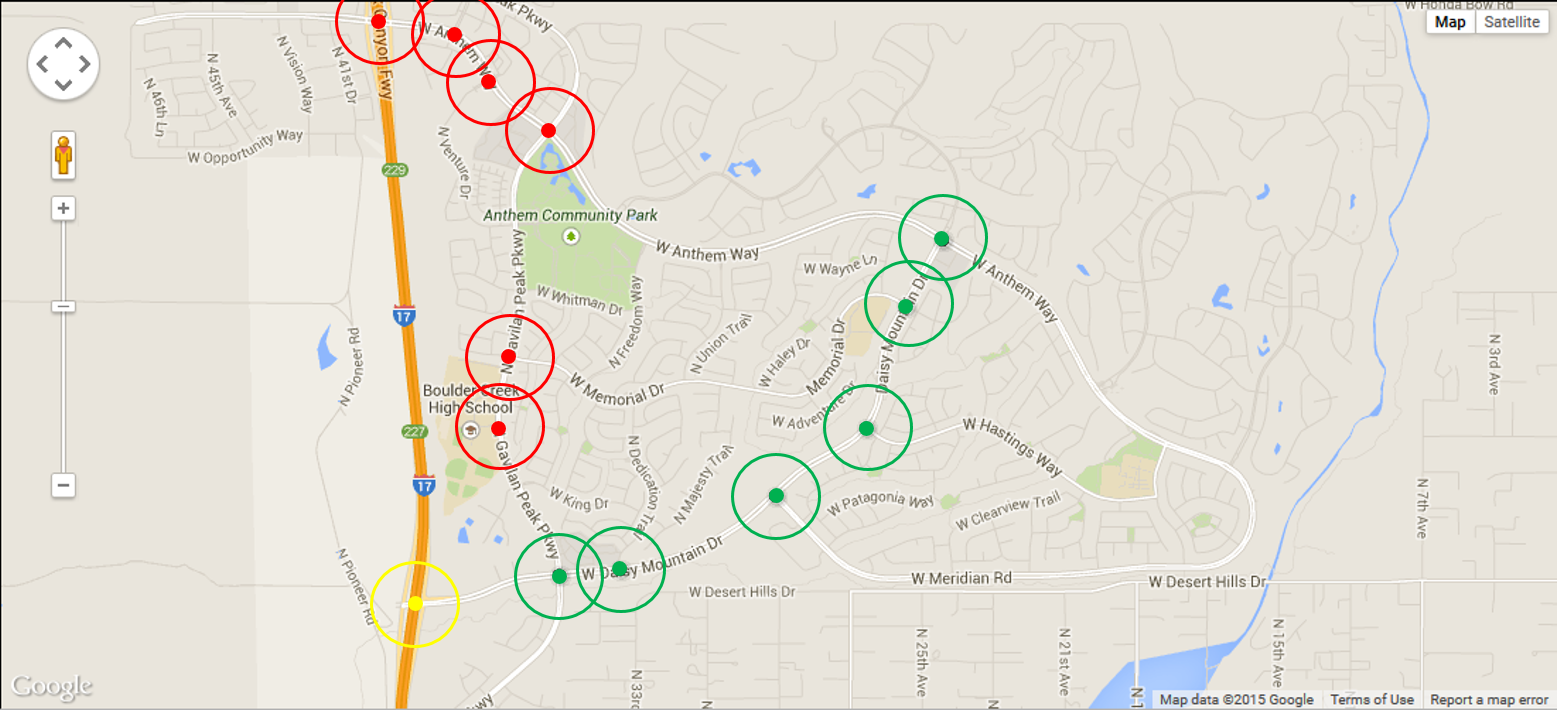 W Honda Bow Rd
Peak Pkwy
Map
Satellite
Canyon Fwy
W Anthem W
N 46th Ln
N 45th Ave
N Vision Way
N 41st Dr
W Opportunity Way
N Venture Dr
229
Anthem Community Park
W Anthem Way
W Wayne Ln
W Anthem Way
N Gavilan Peak Pkwy
W Whitman Dr
N Freedom Way
17
N Pioneer Rd
N Union Trail
W Haley Dr
Memorial Dr
Daisy Mountain Dr
N 3rd Ave
Boulder Creek
High School
W Memorial Dr
W Adventure Dr
227
W Hastings Way
17
N Gavilan Peak Pkwy
N Dedication Trail
N Majesty Trail
W King Dr
W Patagonia Way
W Clearview Trail
N 7th Ave
W Daisy Mountain Dr
W Meridian Rd
W Desert Hills Dr
W Desert Hills Dr
N Pioneer Rd
N 33rd
N 25th Ave
N 21st Ave
N 15th Ave
N 1
N
N
kwy
Google
Map data ©2015 Google
Terms of Use
Report a map error